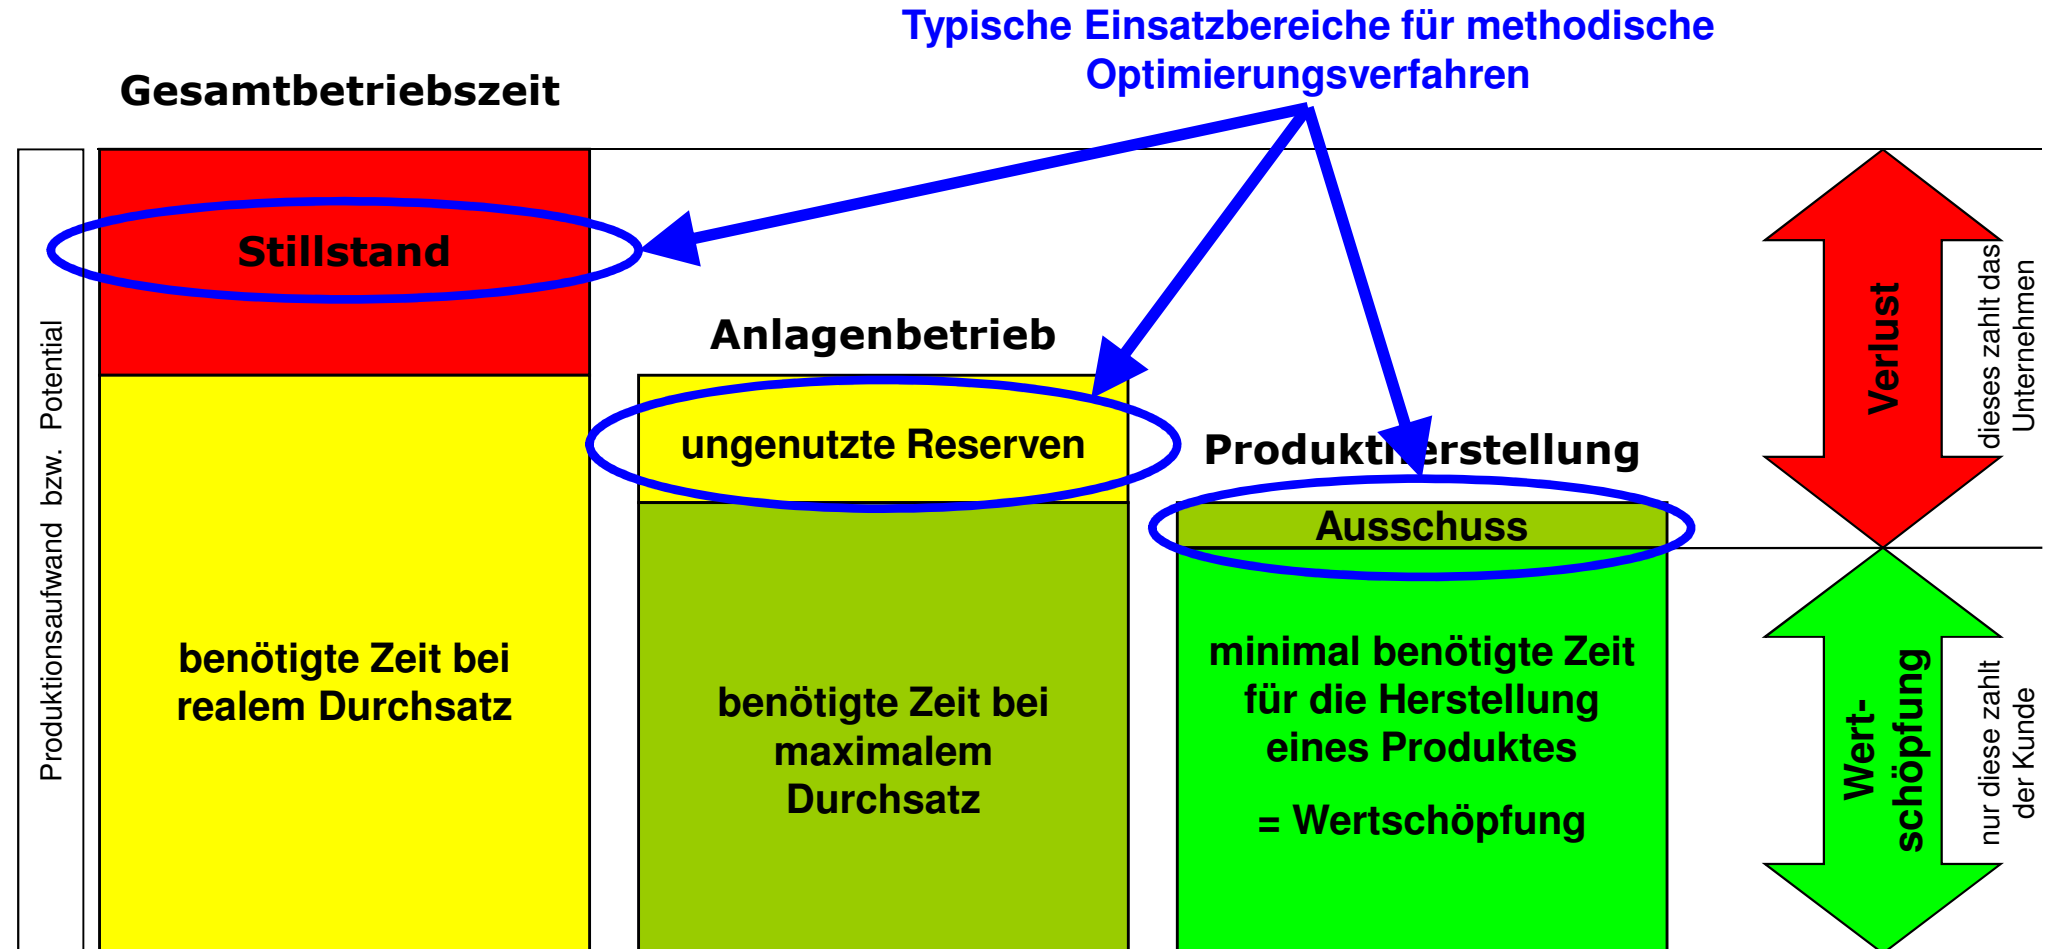 Typische Einsatzbereiche für methodische
Optimierungsverfahren
Gesamtbetriebszeit
Stillstand
benötigte Zeit bei
realem Durchsatz
Produktionsaufwand bzw. Potential
Anlagenbetrieb
ungenutzte Reserven
benötigte Zeit bei
maximalem
Durchsatz
Produktherstellung
Ausschuss
minimal benötigte Zeit
für die Herstellung
eines Produktes
= Wertschöpfung
Verlust
dieses zahlt das
Unternehmen
Wert-
schöpfung
nur diese zahlt
der Kunde